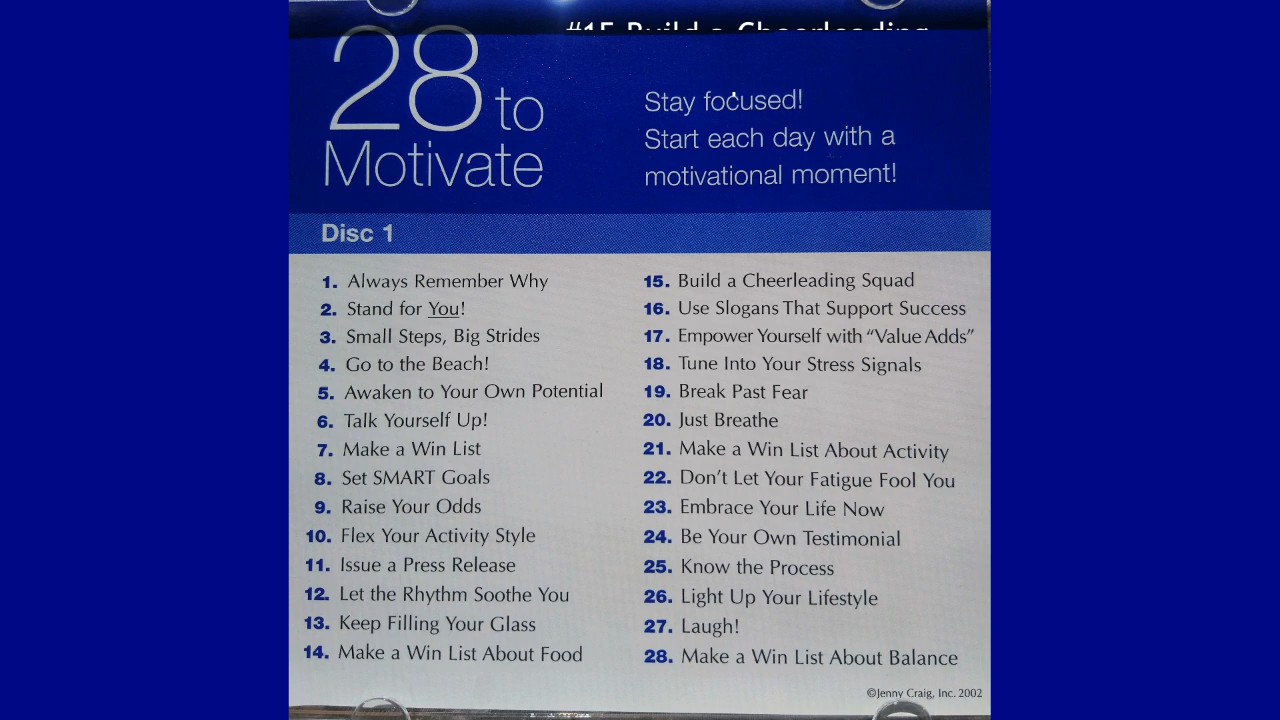 #15 Build a Cheerleading
28 to
Motivate
Stay focused!
Start each day with a
motivational moment!
Disc 1
1. Always Remember Why
2. Stand for You!
3. Small Steps, Big Strides
4. Go to the Beach!
5. Awaken to Your Own Potential
6. Talk Yourself Up!
7. Make a Win List
8. Set SMART Goals
9. Raise Your Odds
10. Flex Your Activity Style
11. Issue a Press Release
12. Let the Rhythm Soothe You
13. Keep Filling Your Glass
14. Make a Win List About Food
15. Build a Cheerleading Squad
16. Use Slogans That Support Success
17. Empower Yourself with “Value Adds”
18. Tune Into Your Stress Signals
19. Break Past Fear
20. Just Breathe
21. Make a Win List About Activity
22. Don’t Let Your Fatigue Fool You
23. Embrace Your Life Now
24. Be Your Own Testimonial
25. Know the Process
26. Light Up Your Lifestyle
27. Laugh!
28. Make a Win List About Balance
©Jenny Craig, Inc. 2002